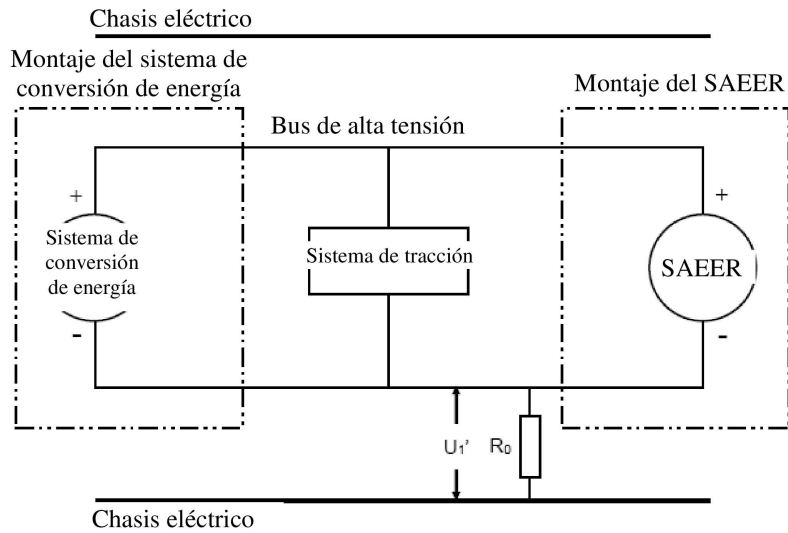 Chasis eléctrico
Montaje del sistema de
conversión de energía
Montaje del SAEER
Bus de alta tensión
+
+
Sistema de
conversión
de energía
Sistema de tracción
SAEER
-
-
U₁’
R₀
Chasis eléctrico